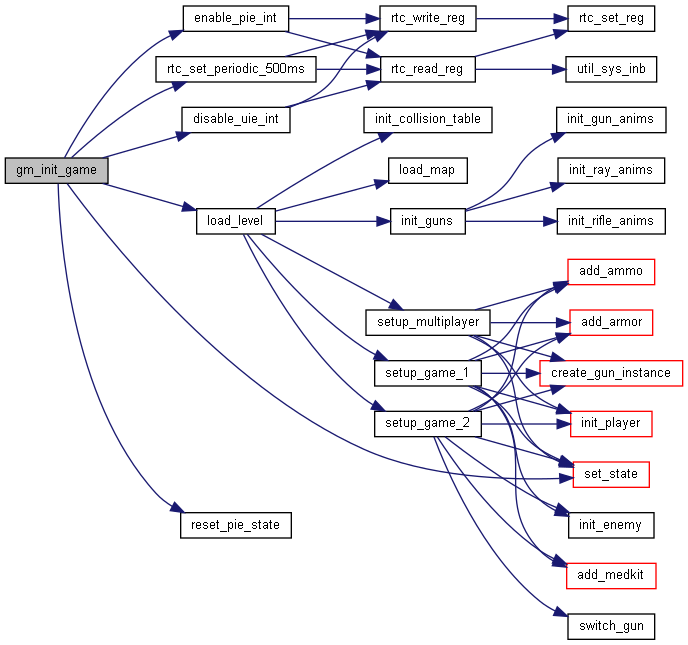 enable_pie_int
rtc_write_reg
rtc_set_reg
rtc_set_periodic_500ms
rtc_read_reg
util_sys_inb
disable_uie_int
init_collision_table
init_gun_anims
gm_init_game
load_map
init_ray_anims
load_level
init_guns
init_rifle_anims
add_ammo
setup_multiplayer
add_armor
setup_game_1
create_gun_instance
setup_game_2
init_player
set_state
reset_pie_state
init_enemy
add_medkit
switch_gun